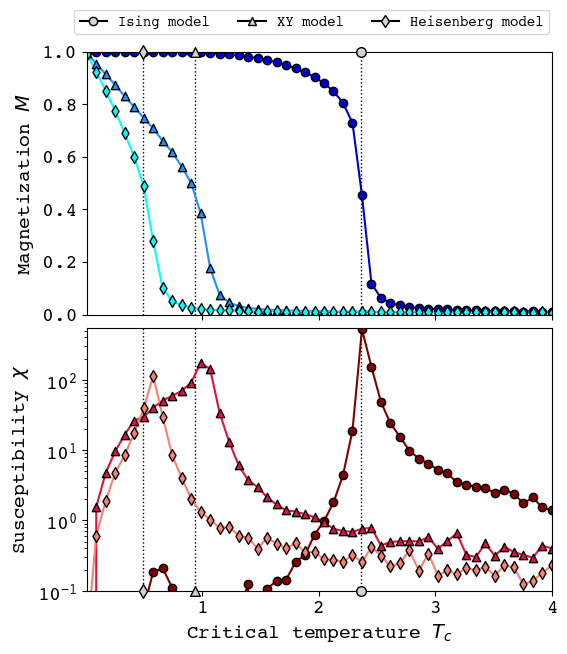 Ising model XY model Heisenberg model
1.0
0.8
0.6
0.4
0.2
0.0
Magnetization M
10²
10¹
10⁰
10⁻¹
susceptibility χ
1 2 3 4
Critical temperature T_c